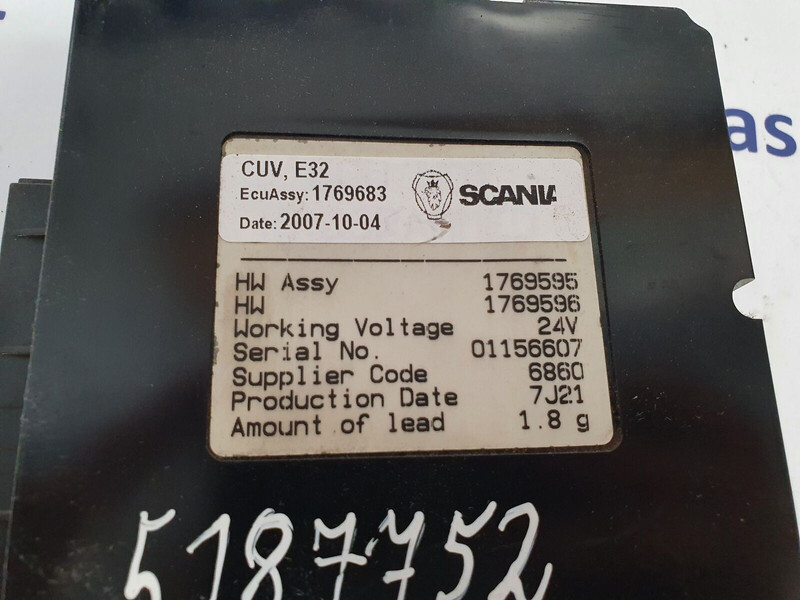 CUV, E32
EcuAssy: 1769683
SCANIA
Date: 2007-10-04
HW Assy 1769595
HW 1769596
Working Voltage 24V
Serial No. 01156607
Supplier Code 6860
Production Date 7J21
Amount of lead 1.8 g
5187752
as